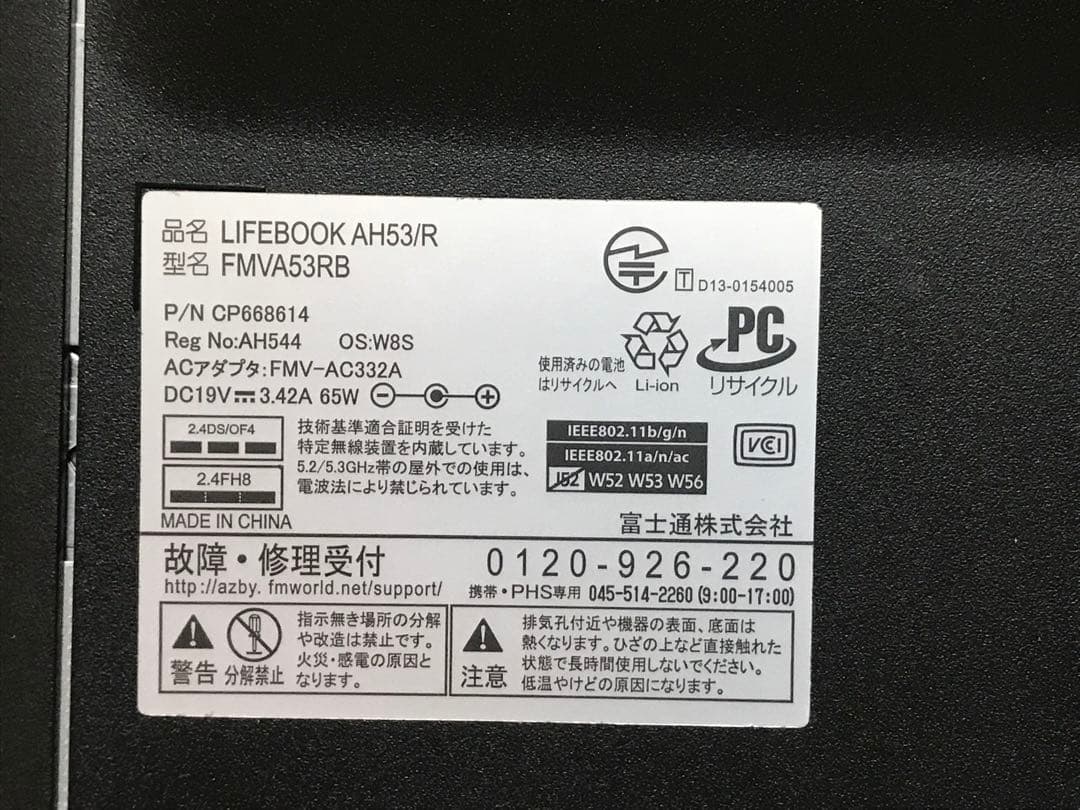 品名 LIFEBOOK AH53/R
型名 FMVA53RB
T D13-0154005
P/N CP668614
Reg No:AH544 OS:W8S
ACアダプタ:FMV-AC332A
DC19V 3.42A 65W
使用済みの電池
はリサイクルへ
Li-ion
PC
リサイクル
2.4DS/OF4
2.4FH8
技術基準適合証明を受けた
特定無線装置を内蔵しています。
5.2/5.3GHz帯の屋外での使用は、
電波法により禁じられています。
IEEE802.11b/g/n
IEEE802.11a/n/ac
J52 W52 W53 W56
VCI
MADE IN CHINA
富士通株式会社
故障・修理受付 0120-926-220
http://azby.fmworld.net/support/ 携帯・PHS専用 045-514-2260 (9:00-17:00)
警告 分解禁止
指示無き場所の分解
や改造は禁止です。
火災・感電の原因と
なります。
注意
排気孔付近や機器の表面、底面は
熱くなります。ひざの上など直接触れた
状態で長時間使用しないでください。
低温やけどの原因になります。